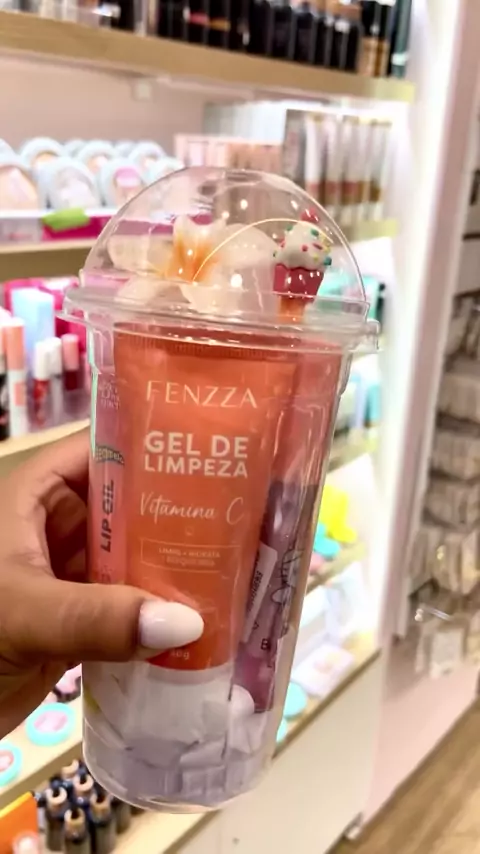 FENZZA
GEL DE
LIMPEZA
Vitamina C
LIP OIL